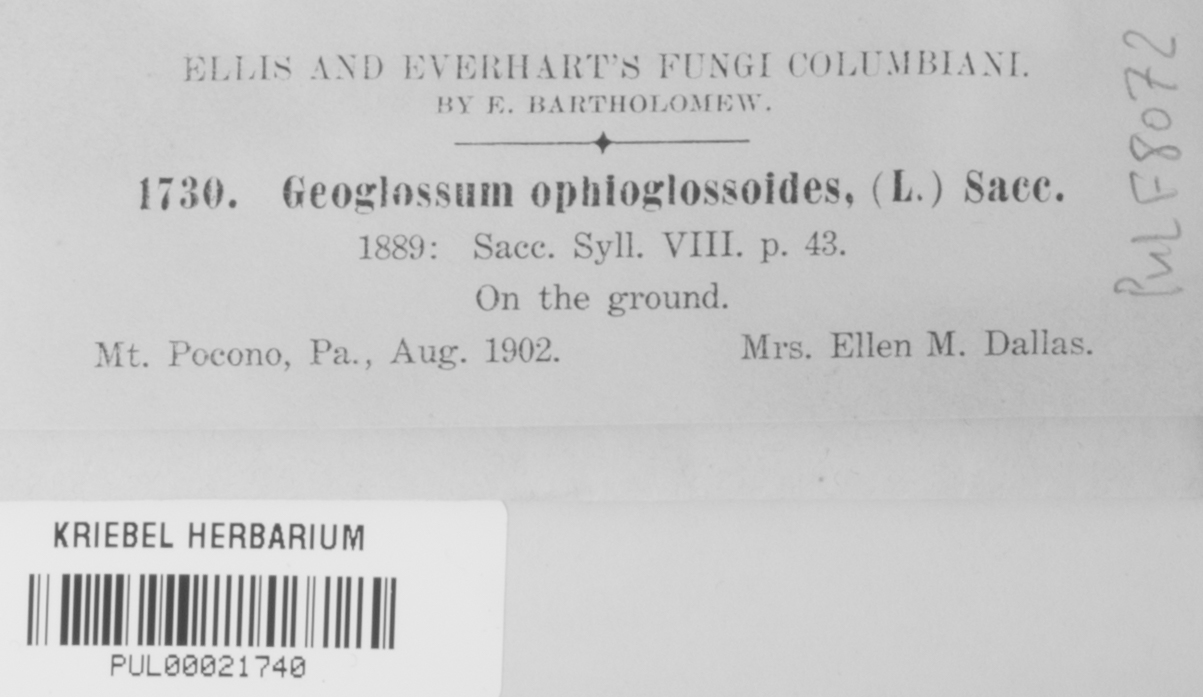 ELLIS AND EVERHART'S FUNGI COLUMBIANI.
BY E. BARTHOLOMEW.
1730. Geoglossum ophioglossoides, (L.) Sacc.
1889: Sacc. Syll. VIII. p. 43.
On the ground.
Mt. Pocono, Pa., Aug. 1902. Mrs. Ellen M. Dallas.
PUL F8072
KRIEBEL HERBARIUM
PUL00021740